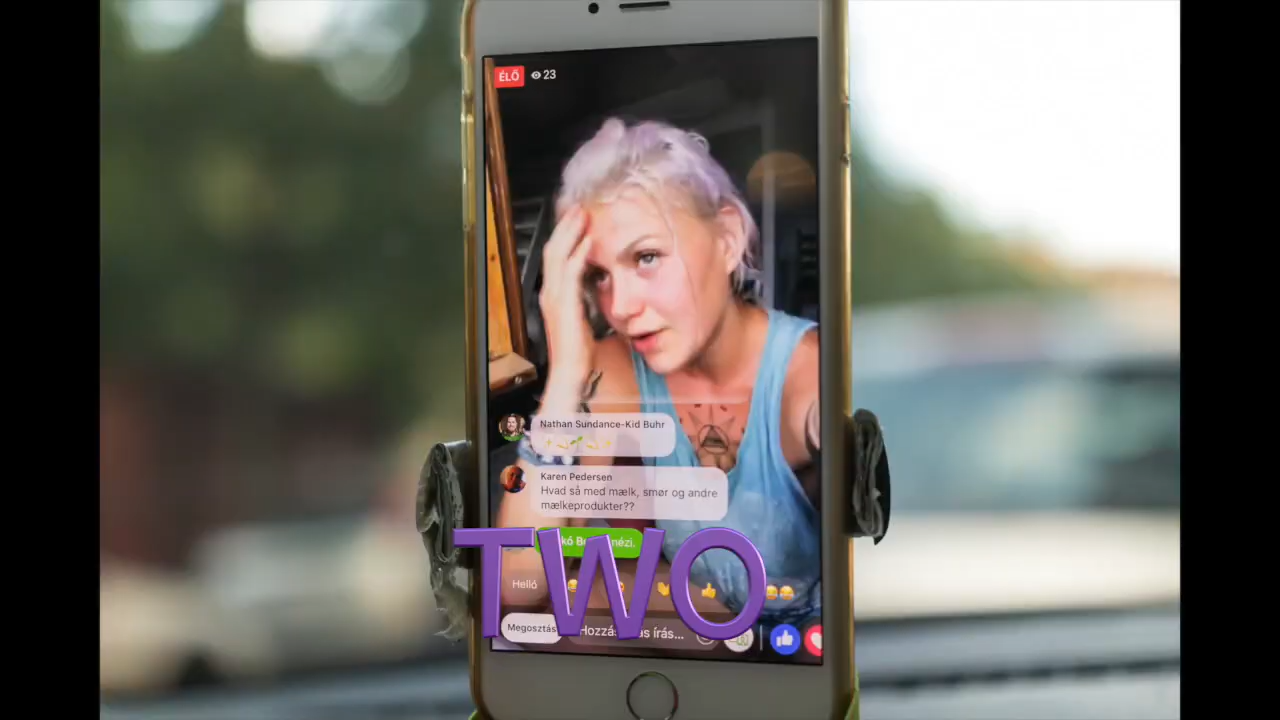 ÉLŐ 23
Nathan Sundance-Kid Buhr
Karen Pedersen
Hvad så med mælk, smør og andre
mælkeprodukter??
TWO
Helló
Megosztás
írás...